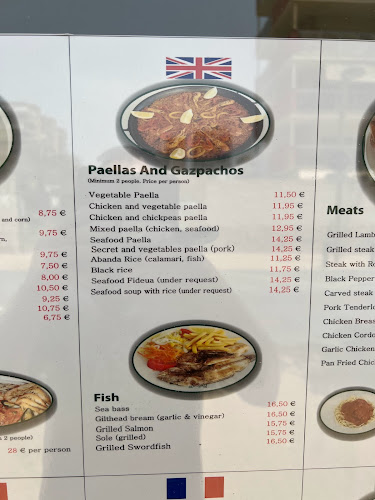 and corn)
8,75 €
9,75 €
9,75 €
7,50 €
8,00 €
10,50 €
9,25 €
10,75 €
6,75 €
2 people)
28 € per person
Paellas And Gazpachos
(Minimum 2 people. Price per person)
Vegetable Paella 11,50 €
Chicken and vegetable paella 11,95 €
Chicken and chickpeas paella 11,95 €
Mixed paella (chicken, seafood) 12,95 €
Seafood Paella 14,25 €
Secret and vegetables paella (pork) 14,25 €
Abanda Rice (calamari, fish) 11,25 €
Black rice 11,75 €
Seafood Fideua (under request) 14,25 €
Seafood soup with rice (under request) 14,25 €
Fish
Sea bass 16,50 €
Gilthead bream (garlic & vinegar) 16,50 €
Grilled Salmon 15,75 €
Sole (grilled) 15,75 €
Grilled Swordfish 16,50 €
Meats
Grilled Lamb
Grilled steak
Steak with
Black Pepper
Carved steak
Pork
Chicken
Chicken
Garlic Chicken
Pan Fried